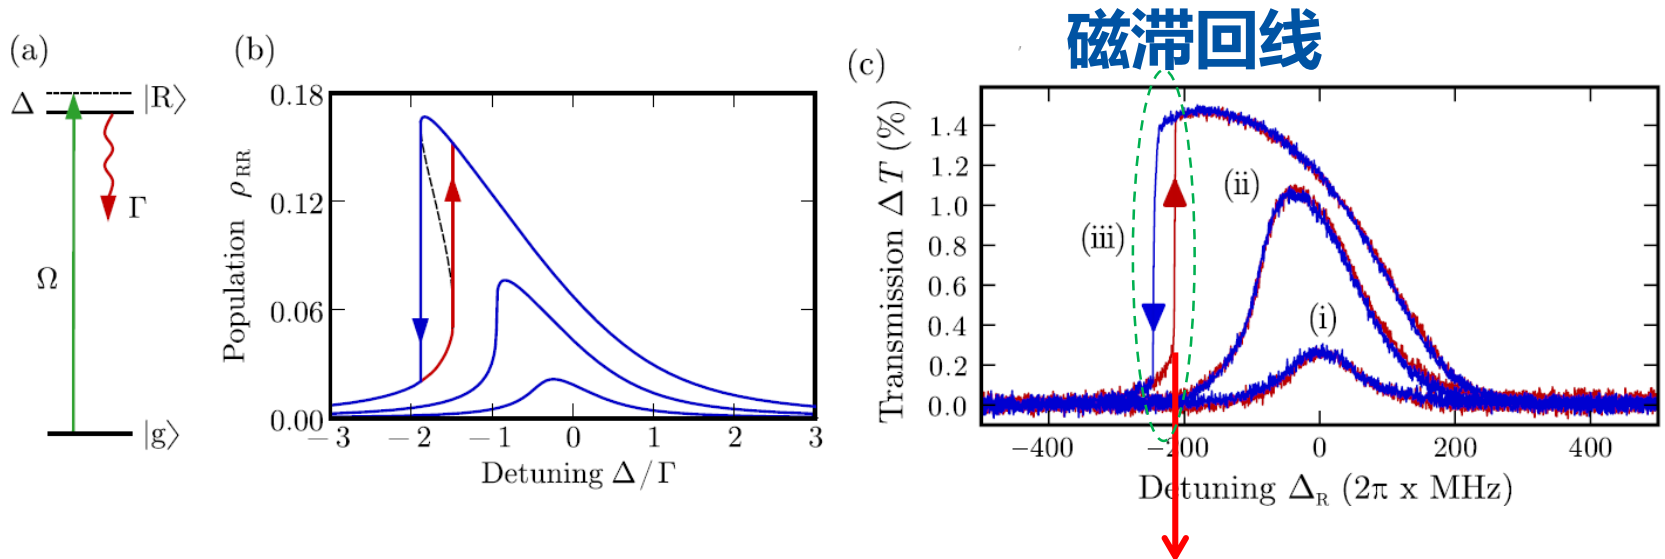 磁滞回线
(a)
Δ
|R⟩
Γ
Ω
|g⟩
(b)
0.18
0.12
0.06
0.00
Population ρRR
−3 −2 −1 0 1 2 3
Detuning Δ/Γ
(c)
1.4
1.2
1.0
0.8
0.6
0.4
0.2
0.0
Transmission ΔT (%)
(iii)
(ii)
(i)
−400 −200 0 200 400
Detuning ΔR (2π x MHz)